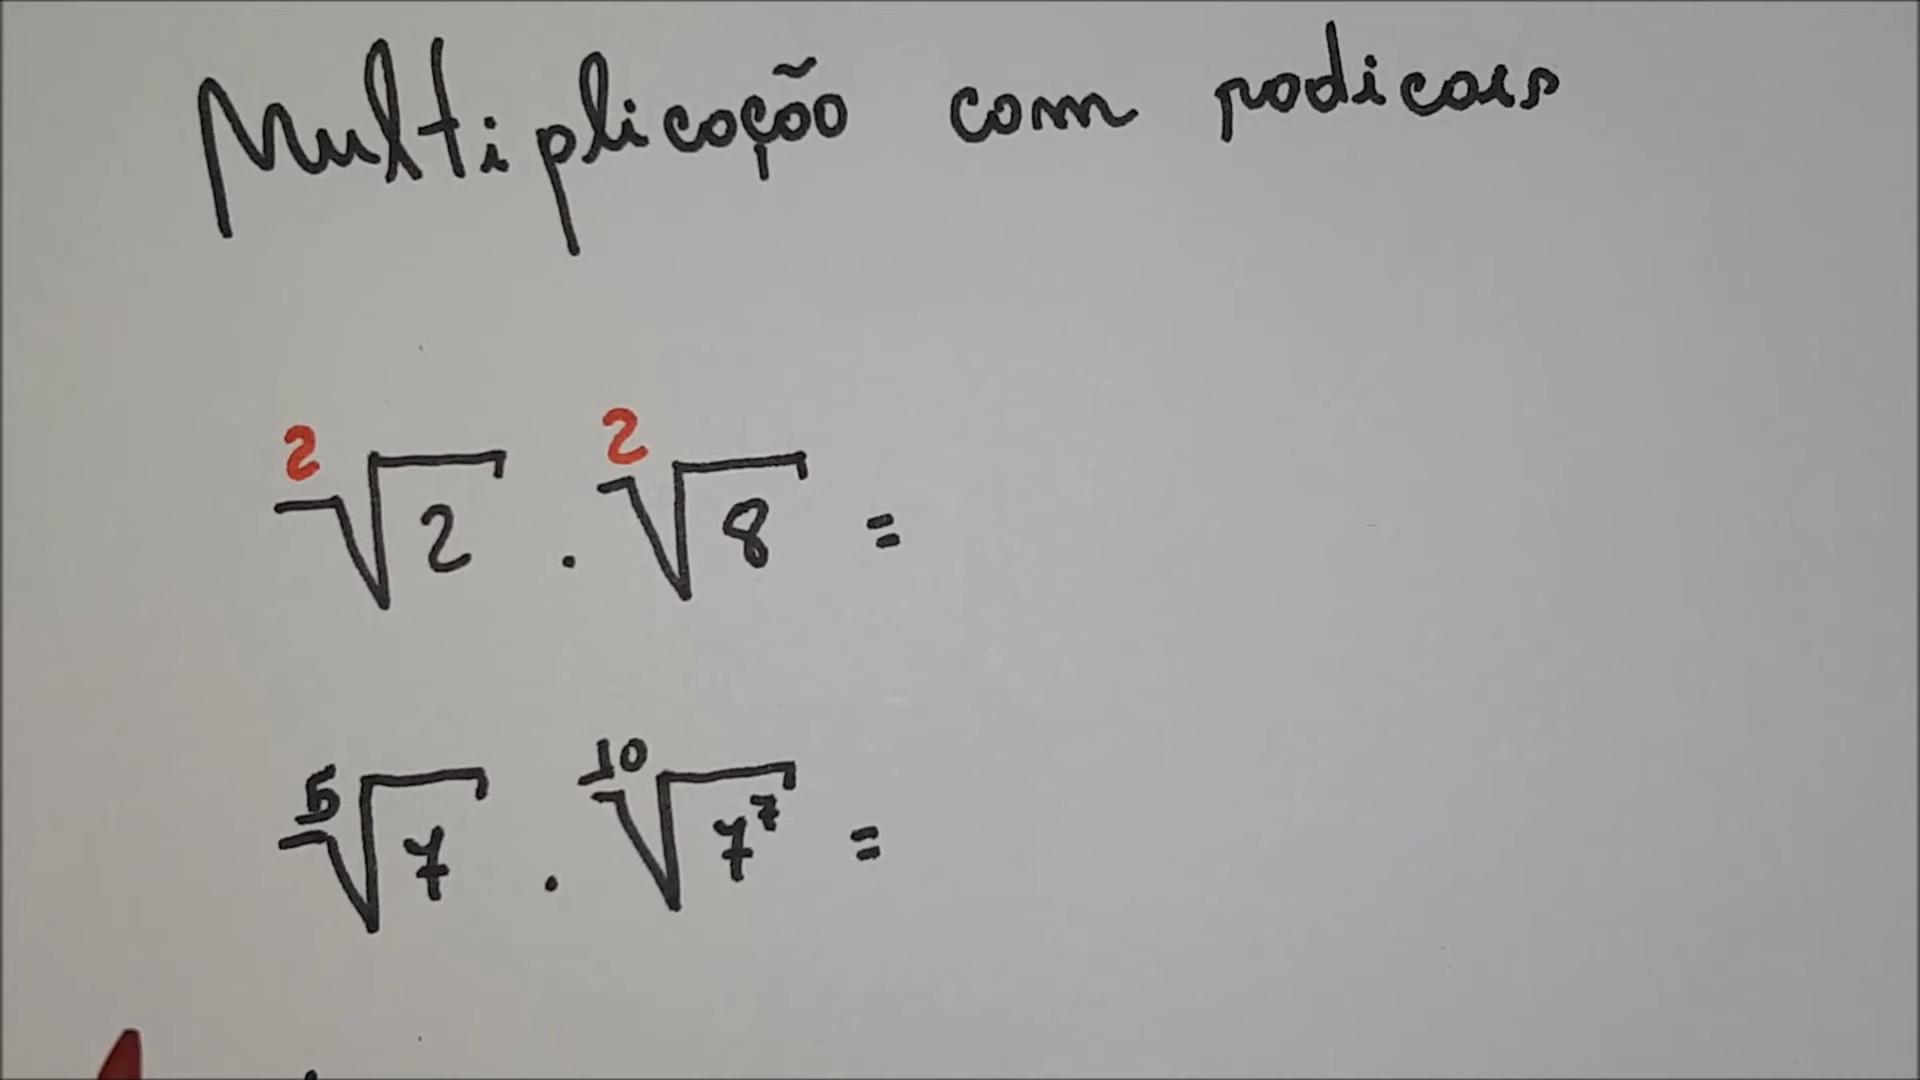 Multiplicação com radicais
²√2 . ²√8 =
⁵√7 . ¹⁰√7⁷ =